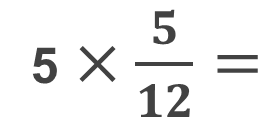 5 × 5/12 =